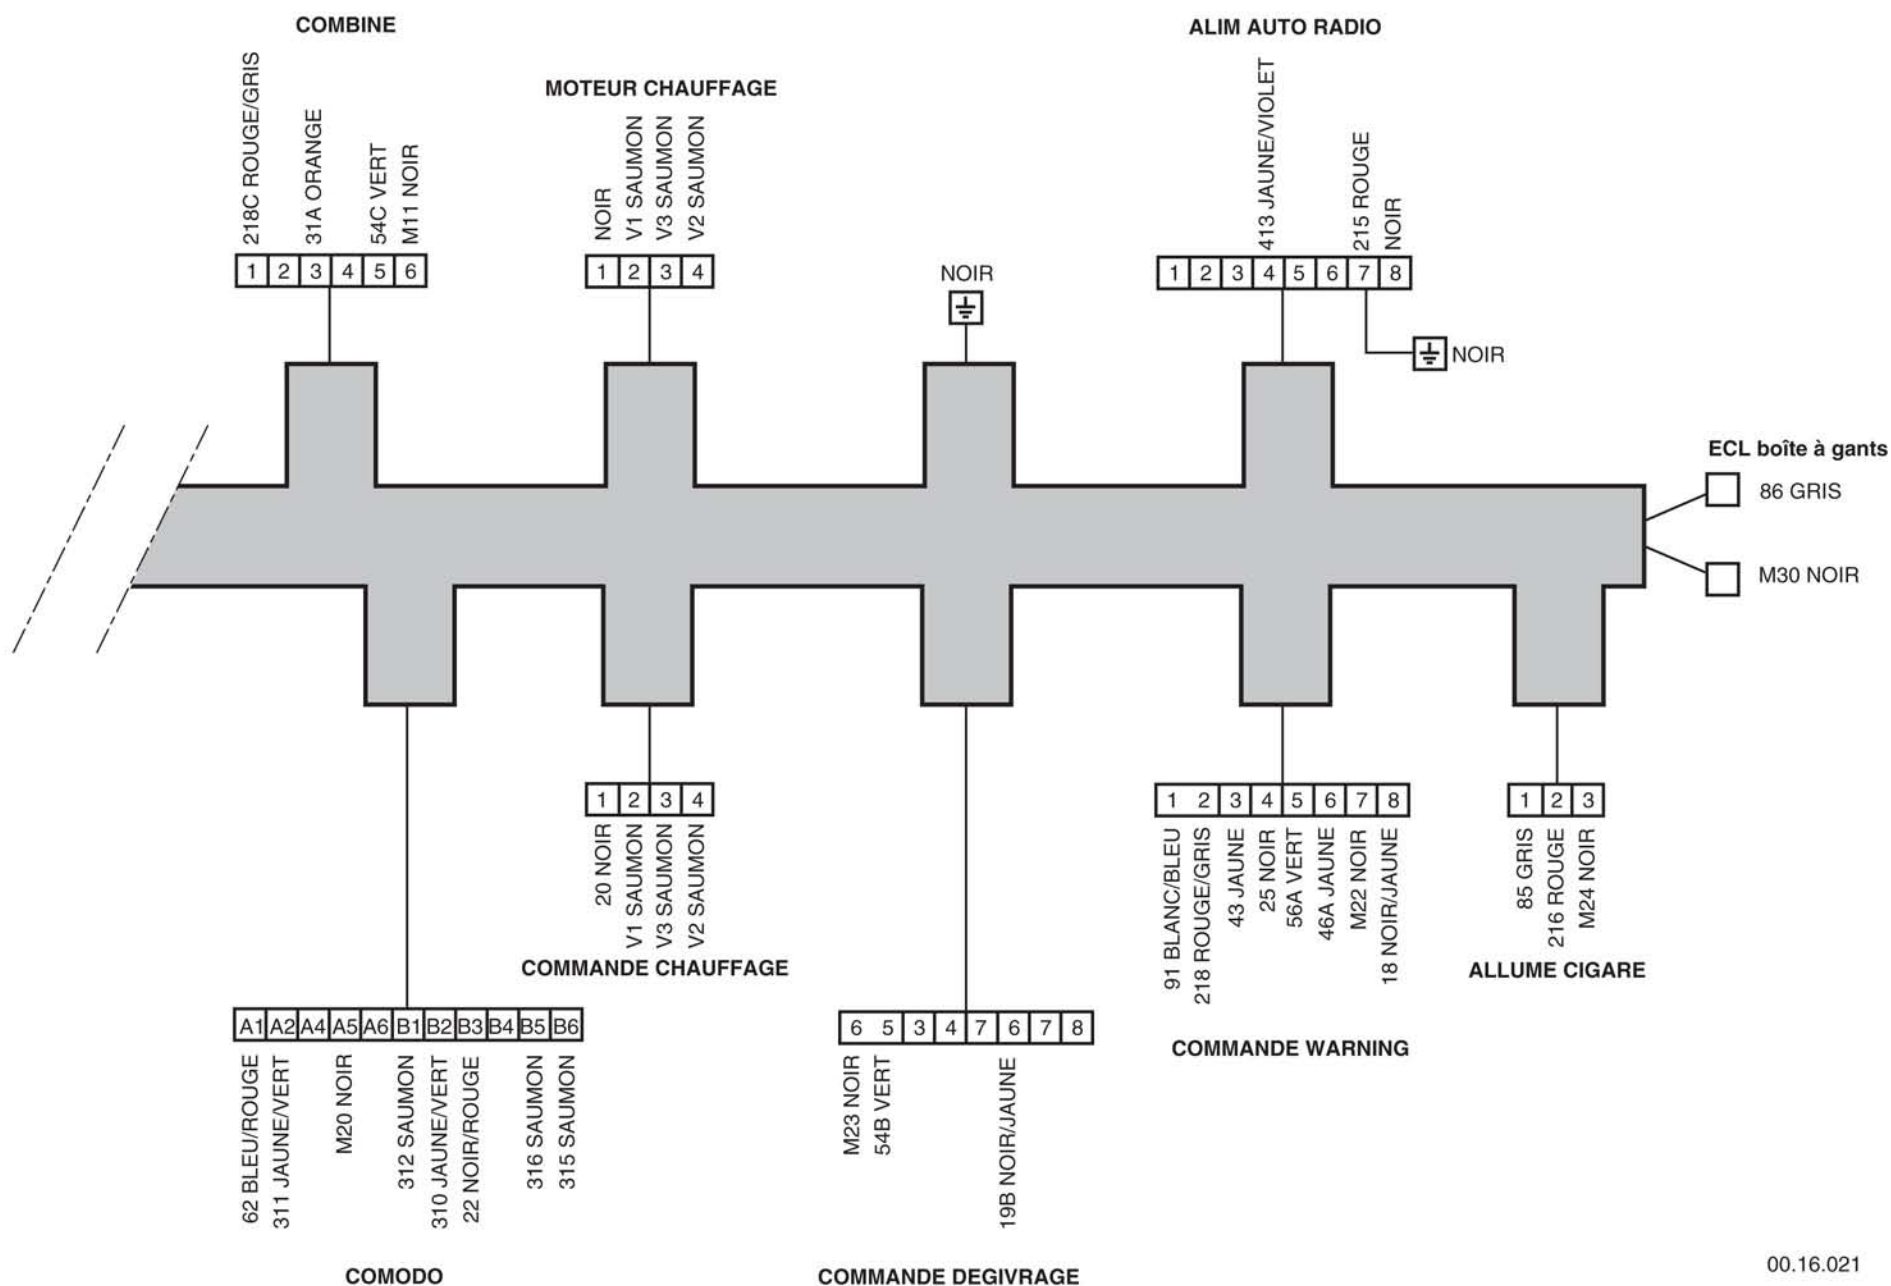 COMBINE
218C ROUGE/GRIS
31A ORANGE
54C VERT
M11 NOIR
1 2 3 4 5 6
MOTEUR CHAUFFAGE
NOIR
V1 SAUMON
V3 SAUMON
V2 SAUMON
1 2 3 4
NOIR
ALIM AUTO RADIO
413 JAUNE/VIOLET
215 ROUGE
NOIR
1 2 3 4 5 6 7 8
NOIR
ECL boîte à gants
86 GRIS
M30 NOIR
1 2 3 4
20 NOIR
V1 SAUMON
V3 SAUMON
V2 SAUMON
COMMANDE CHAUFFAGE
1 2 3 4 5 6 7 8
91 BLANC/BLEU
218 ROUGE/GRIS
43 JAUNE
25 NOIR
56A VERT
46A JAUNE
M22 NOIR
18 NOIR/JAUNE
COMMANDE WARNING
1 2 3
85 GRIS
216 ROUGE
M24 NOIR
ALLUME CIGARE
A1 A2 A4 A5 A6 B1 B2 B3 B4 B5 B6
62 BLEU/ROUGE
311 JAUNE/VERT
M20 NOIR
312 SAUMON
310 JAUNE/VERT
22 NOIR/ROUGE
316 SAUMON
315 SAUMON
COMODO
6 5 3 4 7 6 7 8
M23 NOIR
54B VERT
19B NOIR/JAUNE
COMMANDE DEGIVRAGE
00.16.021